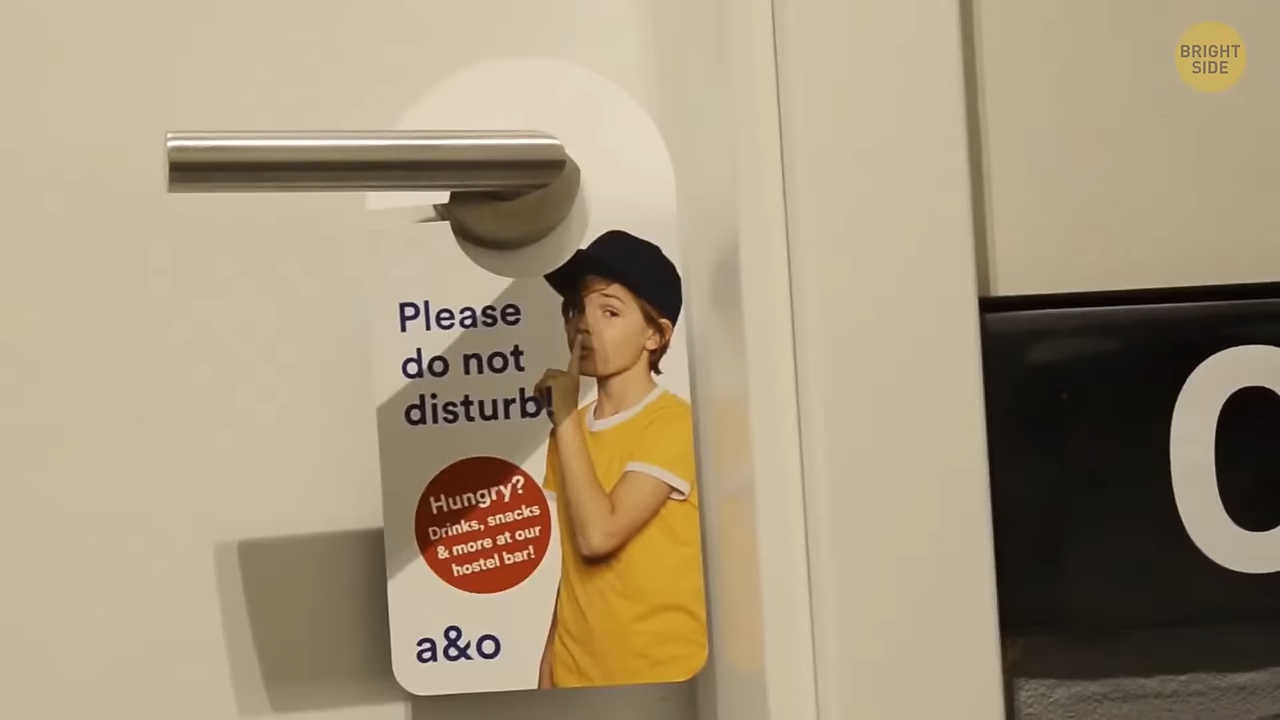 BRIGHT
SIDE
Please
do not
disturb!
Hungry?
Drinks, snacks
& more at our
hostel bar!
a&o